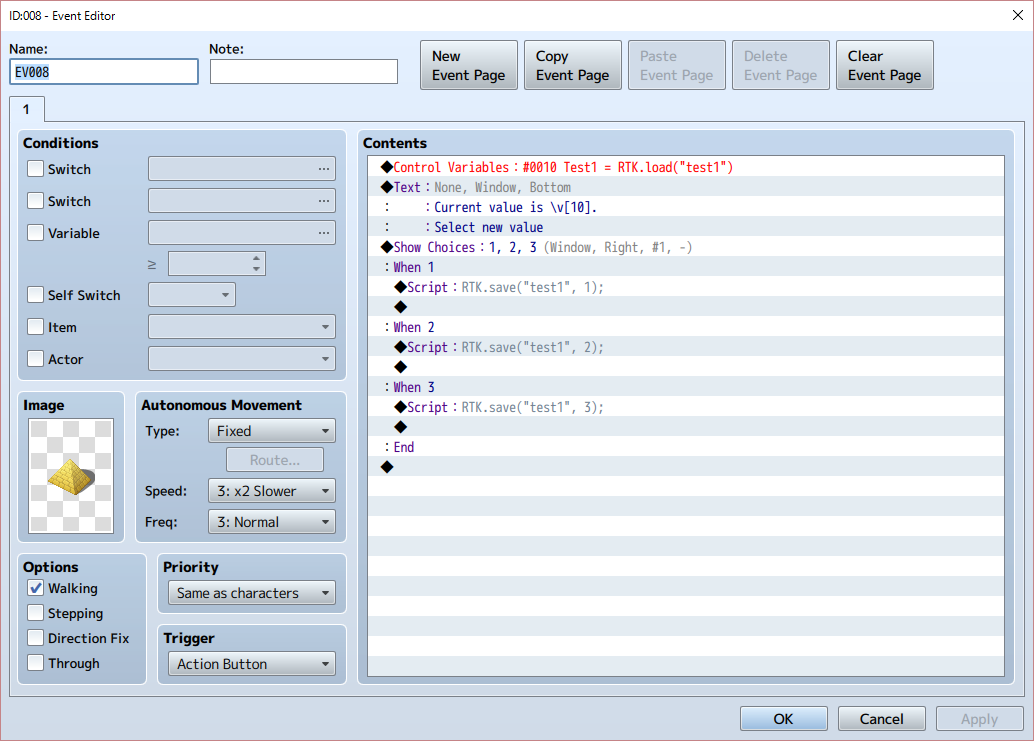 ID:008 - Event Editor
Name:
Note:
EV008
New
Event Page
Copy
Event Page
Paste
Event Page
Delete
Event Page
Clear
Event Page
1
Conditions
Switch
...
Switch
...
Variable
...
≥
Self Switch
Item
Actor
Image
Autonomous Movement
Type:
Fixed
Route...
Speed:
3: x2 Slower
Freq:
3: Normal
Options
Walking
Stepping
Direction Fix
Through
Priority
Same as characters
Trigger
Action Button
Contents
◆Control Variables：#0010 Test1 = RTK.load("test1")
◆Text：None, Window, Bottom
：　　：Current value is \v[10].
：　　：Select new value
◆Show Choices：1, 2, 3 (Window, Right, #1, -)
：When 1
◆Script：RTK.save("test1", 1);
◆
：When 2
◆Script：RTK.save("test1", 2);
◆
：When 3
◆Script：RTK.save("test1", 3);
◆
：End
◆
OK
Cancel
Apply